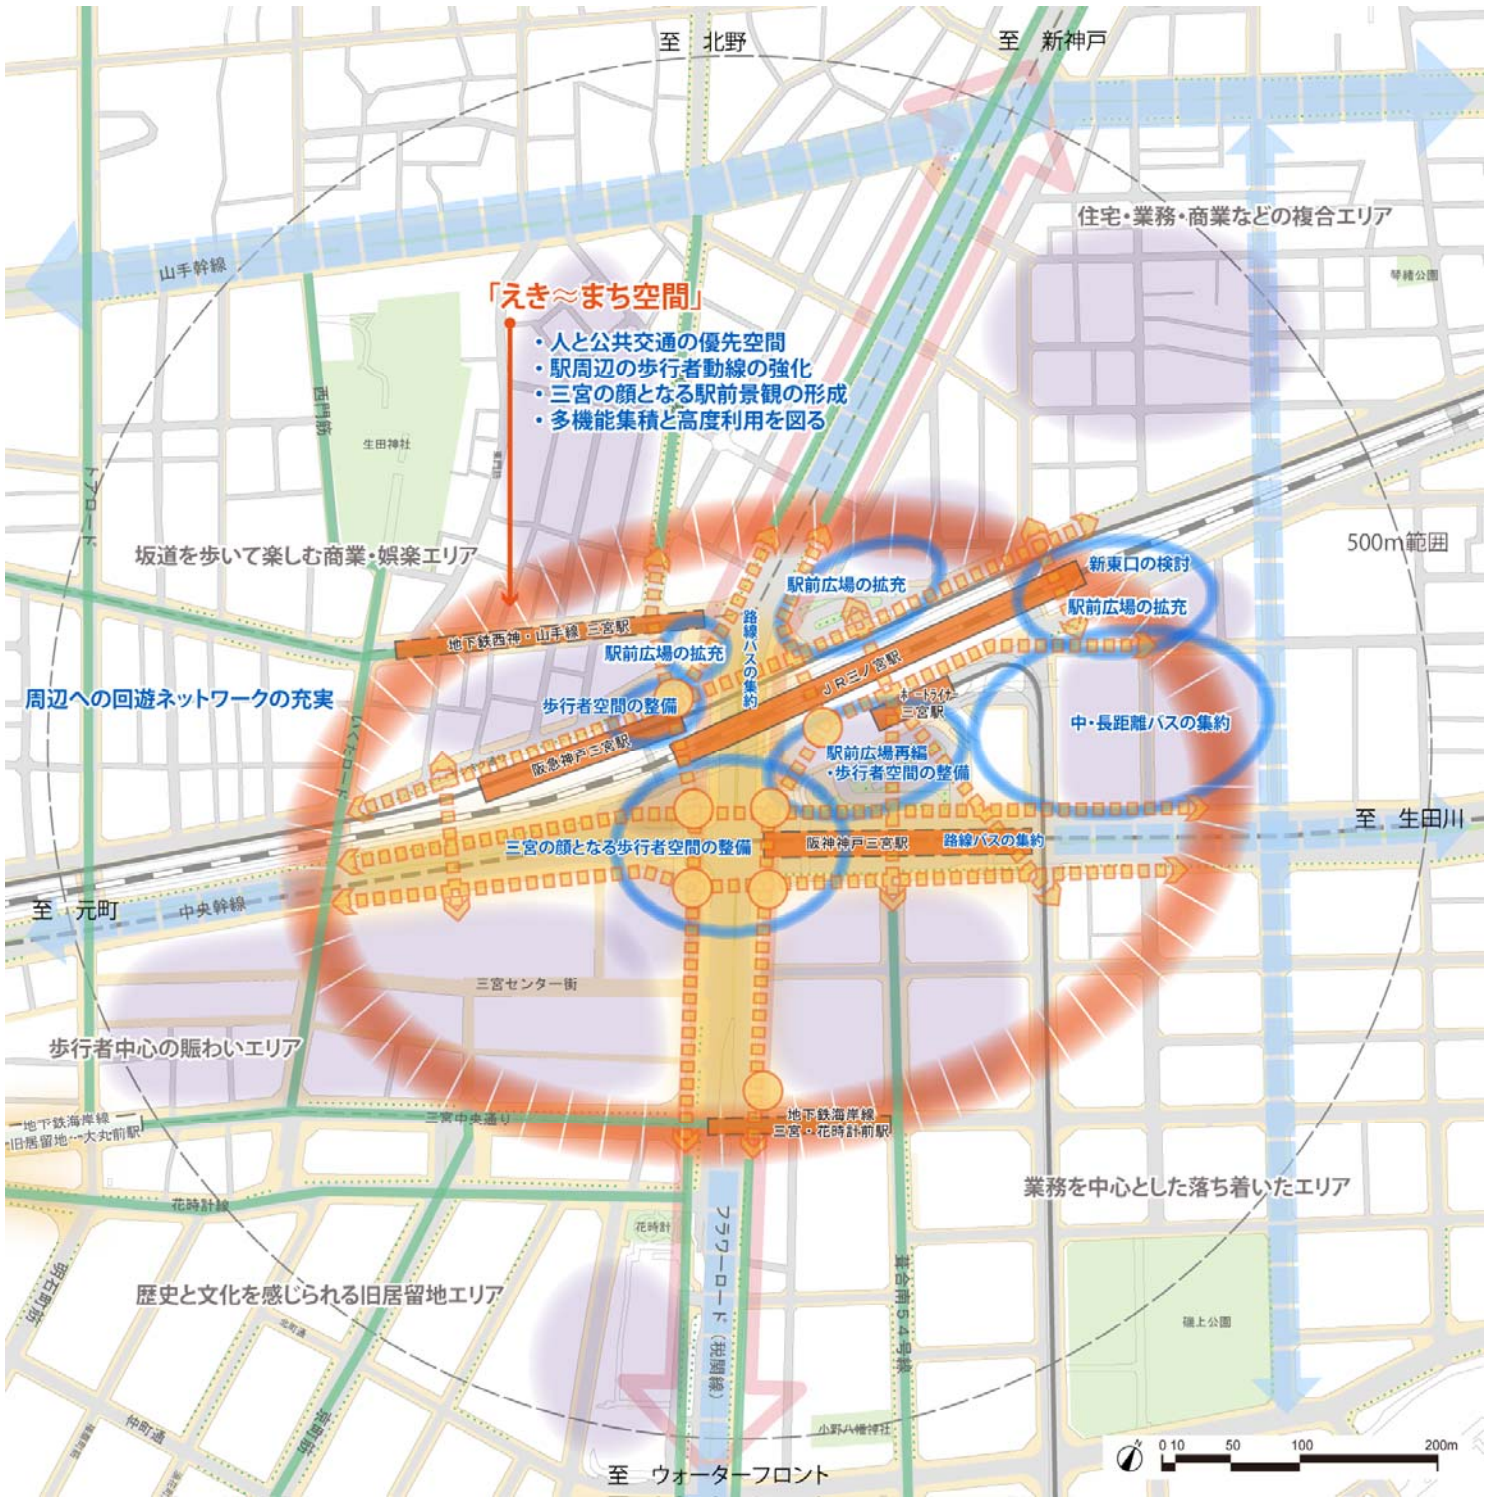 至 北野
至 新神戸
住宅・業務・商業などの複合エリア
山手幹線
琴緒公園
「えき～まち空間」
・人と公共交通の優先空間
・駅周辺の歩行者動線の強化
・三宮の顔となる駅前景観の形成
・多機能集積と高度利用を図る
西門筋
生田神社
東門筋
トアロード
500m範囲
坂道を歩いて楽しむ商業・娯楽エリア
新東口の検討
駅前広場の拡充
駅前広場の拡充
地下鉄西神・山手線 三宮駅
路線バスの集約
駅前広場の拡充
JR三ノ宮駅
周辺への回遊ネットワークの充実
歩行者空間の整備
ポートライナー
三宮駅
中・長距離バスの集約
いくたロード
阪急神戸三宮駅
駅前広場再編
・歩行者空間の整備
至 生田川
三宮の顔となる歩行者空間の整備
阪神神戸三宮駅
路線バスの集約
至 元町
中央幹線
三宮センター街
歩行者中心の賑わいエリア
地下鉄海岸線
旧居留地・大丸前駅
三宮中央通り
地下鉄海岸線
三宮・花時計前駅
業務を中心とした落ち着いたエリア
花時計線
花時計
フラワーロード（税関線）
葺合南54号線
明石町筋
歴史と文化を感じられる旧居留地エリア
北町通
磯上公園
京町筋
仲町通
小野八幡神社
至 ウォーターフロント
N
0 10 50 100 200m